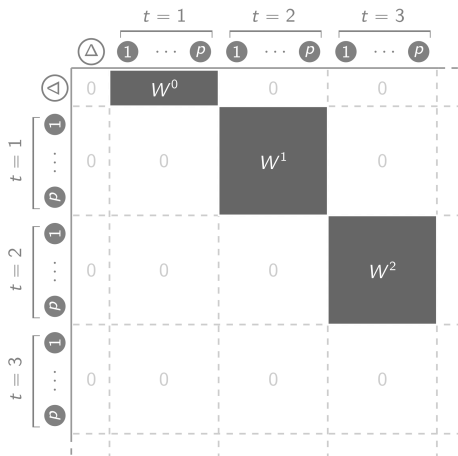 t = 1 t = 2 t = 3
△ 1 ⋯ p 1 ⋯ p 1 ⋯ p
△ 0 W⁰ 0 0
t = 1 1 ⋯ p 0 0 W¹ 0
t = 2 1 ⋯ p 0 0 0 W²
t = 3 1 ⋯ p 0 0 0 0